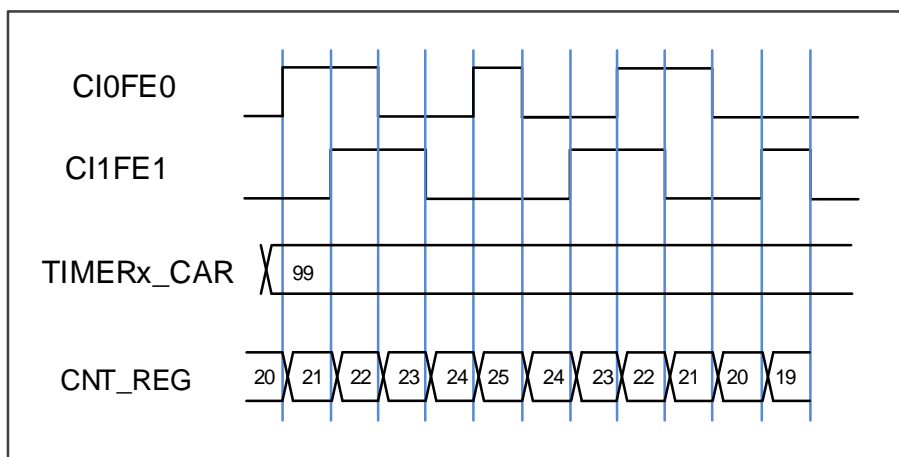 CI0FE0
CI1FE1
TIMERx_CAR 99
CNT_REG 20 21 22 23 24 25 24 23 22 21 20 19